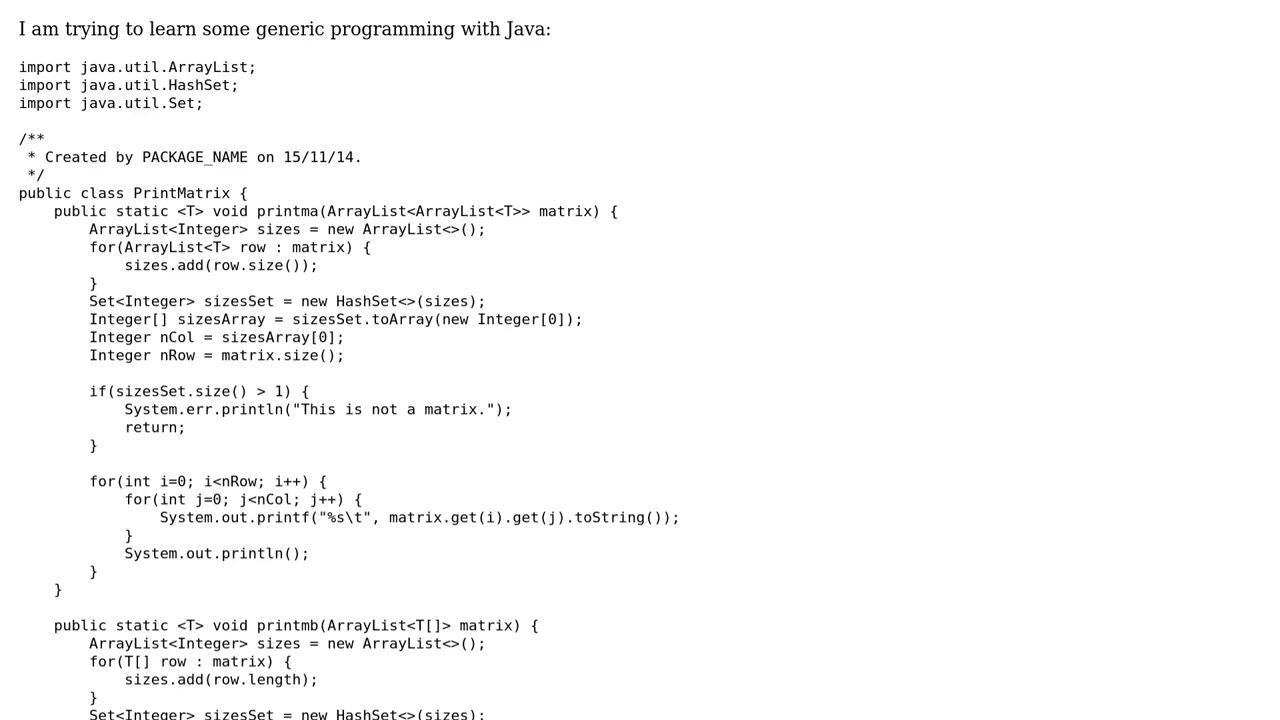 I am trying to learn some generic programming with Java:
import java.util.ArrayList;
import java.util.HashSet;
import java.util.Set;
/**
 * Created by PACKAGE_NAME on 15/11/14.
 */
public class PrintMatrix {
    public static <T> void printma(ArrayList<ArrayList<T>> matrix) {
        ArrayList<Integer> sizes = new ArrayList<>();
        for(ArrayList<T> row : matrix) {
            sizes.add(row.size());
        }
        Set<Integer> sizesSet = new HashSet<>(sizes);
        Integer[] sizesArray = sizesSet.toArray(new Integer[0]);
        Integer nCol = sizesArray[0];
        Integer nRow = matrix.size();
        if(sizesSet.size() > 1) {
            System.err.println("This is not a matrix.");
            return;
        }
        for(int i=0; i<nRow; i++) {
            for(int j=0; j<nCol; j++) {
                System.out.printf("%s\t", matrix.get(i).get(j).toString());
            }
            System.out.println();
        }
    }
    public static <T> void printmb(ArrayList<T[]> matrix) {
        ArrayList<Integer> sizes = new ArrayList<>();
        for(T[] row : matrix) {
            sizes.add(row.length);
        }
        Set<Integer> sizesSet = new HashSet<>(sizes);